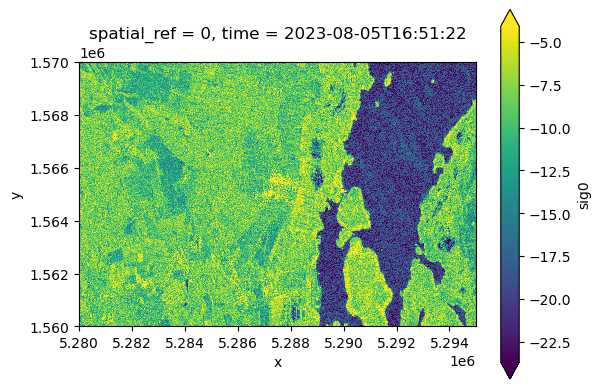 spatial_ref = 0, time = 2023-08-05T16:51:22
1e6
1.570
1.568
1.566
1.564
1.562
1.560
y
5.280 5.282 5.284 5.286 5.288 5.290 5.292 5.294
x
1e6
−5.0
−7.5
−10.0
−12.5
−15.0
−17.5
−20.0
−22.5
sig0